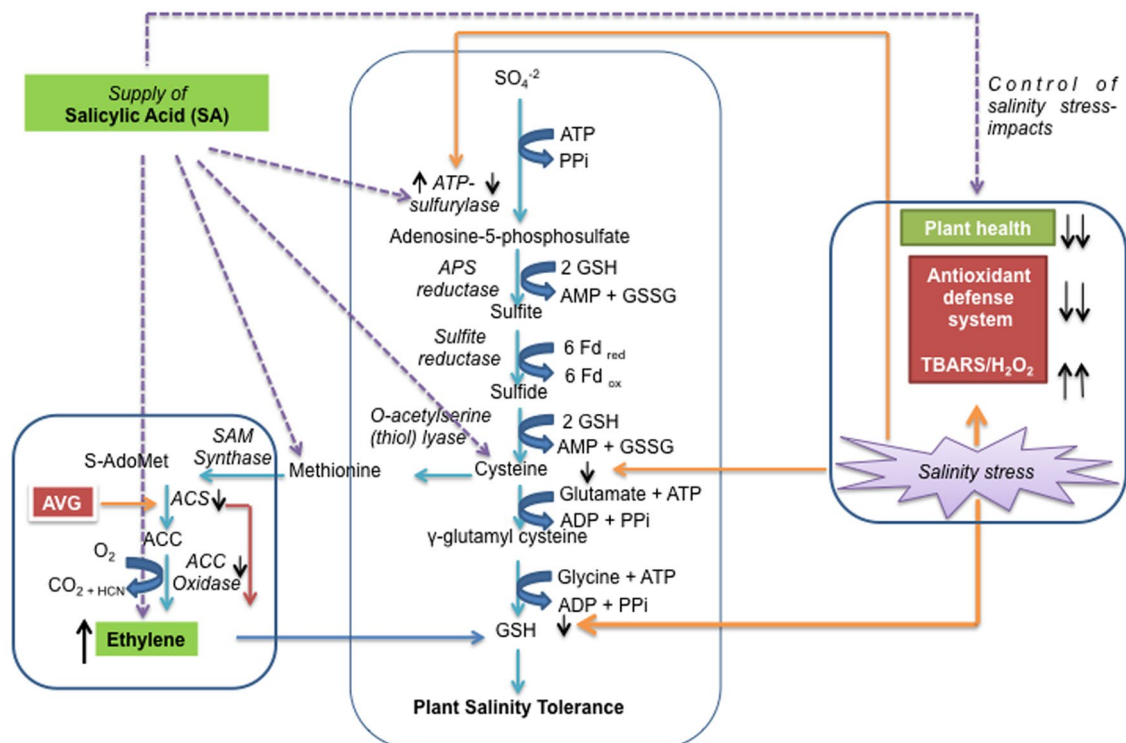 Supply of
Salicylic Acid (SA)
SO₄⁻²
ATP
PPi
ATP-
sulfurylase
Adenosine-5-phosphosulfate
APS
reductase
2 GSH
AMP + GSSG
Sulfite
Sulfite
reductase
6 Fd red
6 Fd ox
Sulfide
O-acetylserine
(thiol) lyase
2 GSH
AMP + GSSG
Cysteine
Glutamate + ATP
ADP + PPi
γ-glutamyl cysteine
Glycine + ATP
ADP + PPi
GSH
Plant Salinity Tolerance
SAM
Synthase
Methionine
S-AdoMet
AVG
ACS
ACC
O₂
CO₂ + HCN
ACC
Oxidase
Ethylene
Control of
salinity stress-
impacts
Plant health
Antioxidant
defense
system
TBARS/H₂O₂
Salinity stress